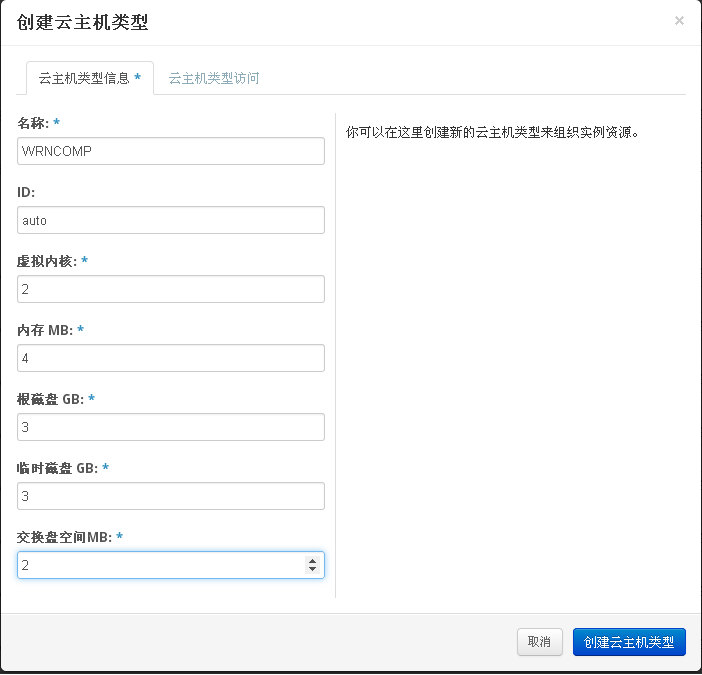 创建云主机类型
×
云主机类型信息 *
云主机类型访问
名称: *
WRNCOMP
ID:
auto
虚拟内核: *
2
内存 MB: *
4
根磁盘 GB: *
3
临时磁盘 GB: *
3
交换盘空间MB: *
2
你可以在这里创建新的云主机类型来组织实例资源。
取消
创建云主机类型